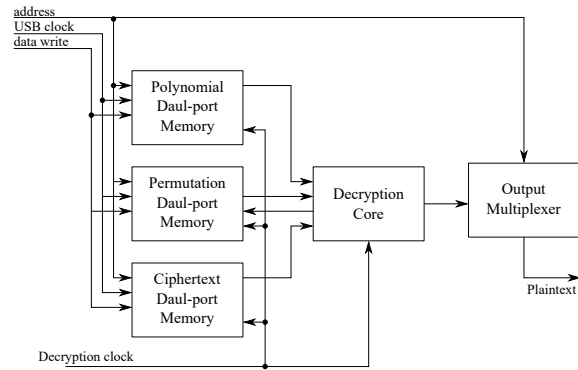 address
USB clock
data write
Polynomial
Daul-port
Memory
Permutation
Daul-port
Memory
Decryption
Core
Output
Multiplexer
Ciphertext
Daul-port
Memory
Plaintext
Decryption clock